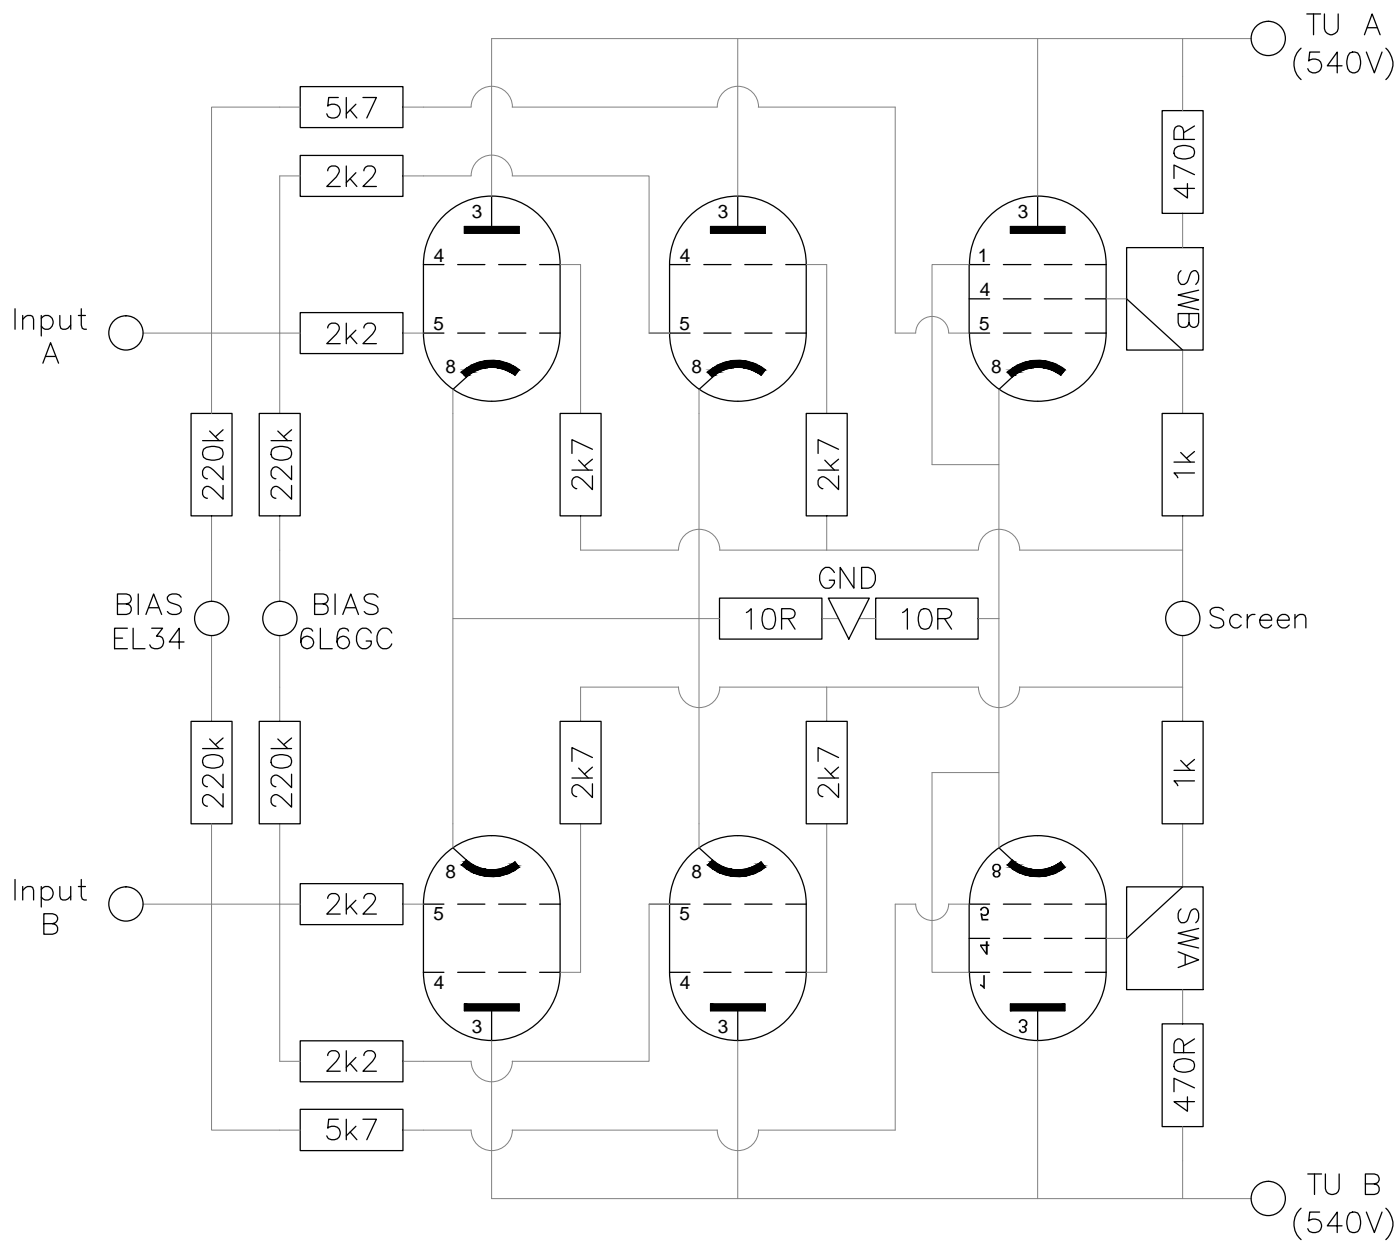 TU A
(540V)
5k7
2k2
470R
3
3
3
4
4
1
4
SWB
Input
A
2k2
5
5
5
8
8
8
220k
220k
2k7
2k7
1k
GND
BIAS
EL34
BIAS
6L6GC
10R
10R
Screen
220k
220k
2k7
2k7
1k
8
8
8
Input
B
2k2
5
5
5
4
SWA
4
4
1
3
3
3
2k2
470R
5k7
TU B
(540V)